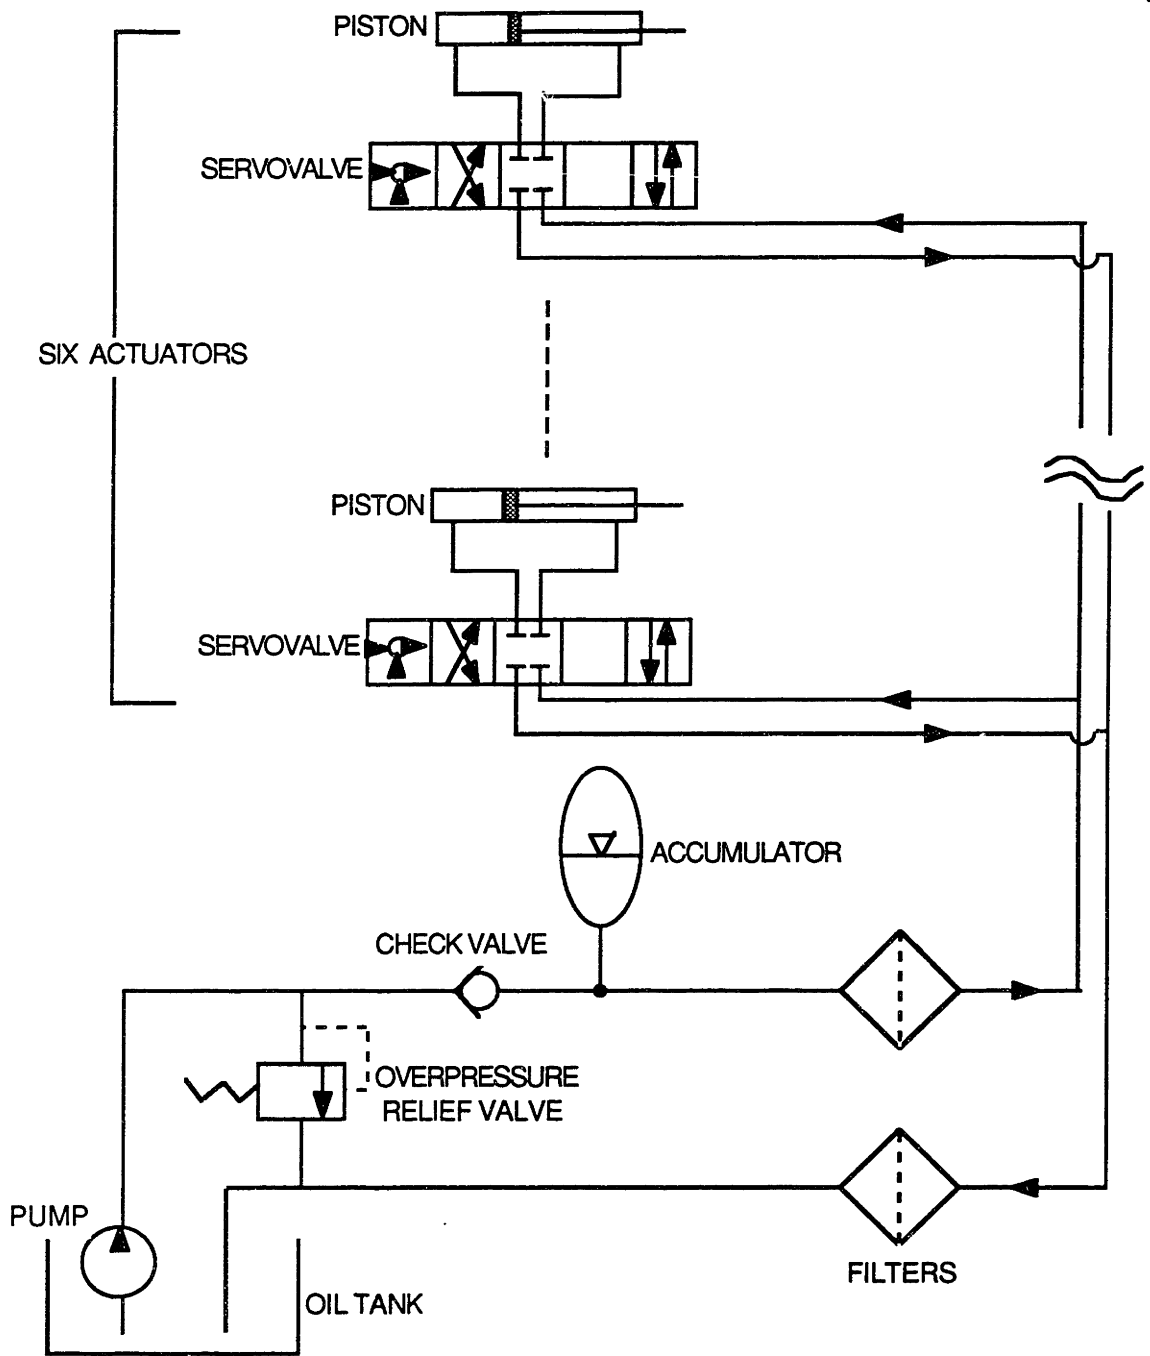 PISTON
SERVOVALVE
SIX ACTUATORS
PISTON
SERVOVALVE
ACCUMULATOR
CHECK VALVE
OVERPRESSURE
RELIEF VALVE
PUMP
FILTERS
OIL TANK